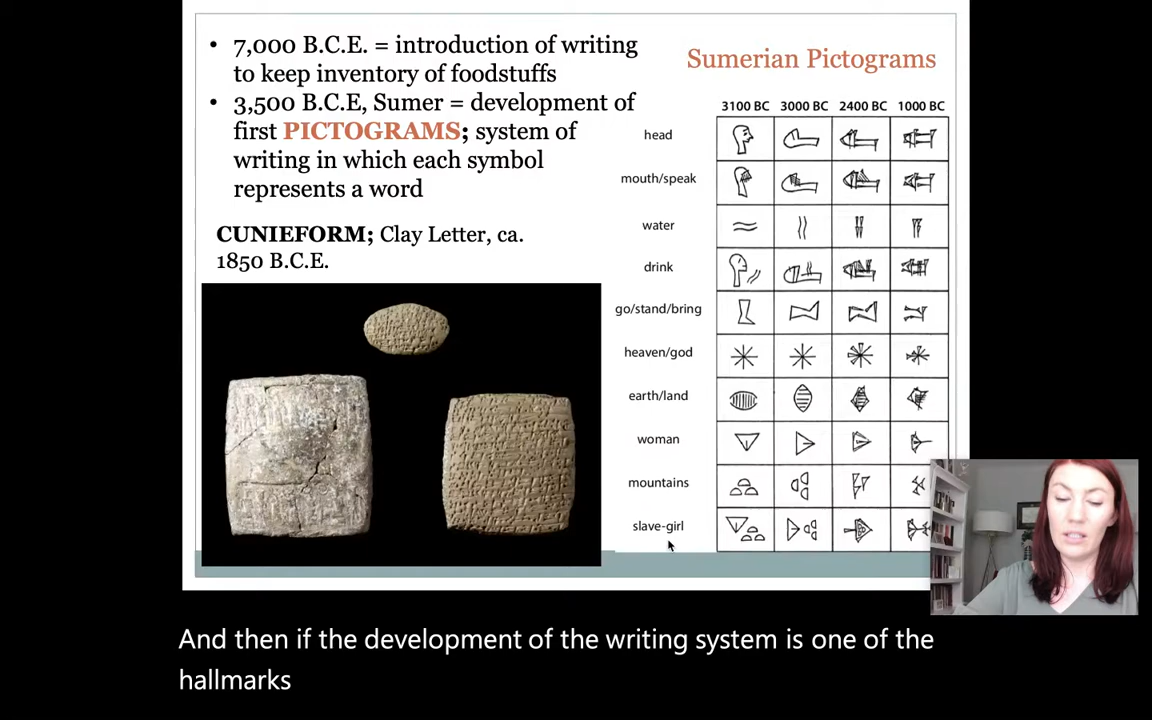 • 7,000 B.C.E. = introduction of writing
to keep inventory of foodstuffs
• 3,500 B.C.E, Sumer = development of
first PICTOGRAMS; system of
writing in which each symbol
represents a word
CUNIEFORM; Clay Letter, ca.
1850 B.C.E.
Sumerian Pictograms
3100 BC 3000 BC 2400 BC 1000 BC
head
mouth/speak
water
drink
go/stand/bring
heaven/god
earth/land
woman
mountains
slave-girl
And then if the development of the writing system is one of the
hallmarks